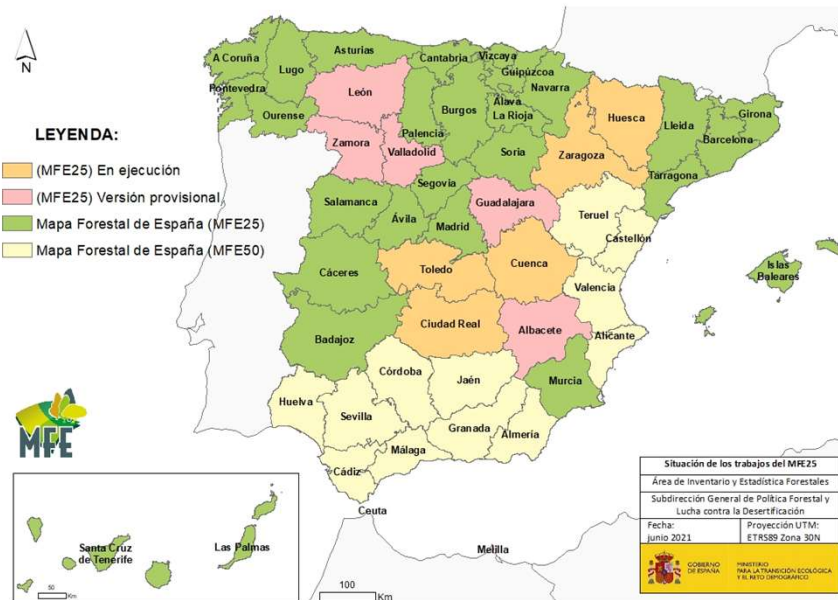 N
LEYENDA:
(MFE25) En ejecución
(MFE25) Versión provisional
Mapa Forestal de España (MFE25)
Mapa Forestal de España (MFE50)
A Coruña
Lugo
Asturias
Cantabria
Vizcaya
Guipúzcoa
Navarra
Pontevedra
Ourense
León
Palencia
Burgos
Álava
La Rioja
Huesca
Lleida
Girona
Barcelona
Zamora
Valladolid
Soria
Zaragoza
Tarragona
Segovia
Salamanca
Ávila
Madrid
Guadalajara
Teruel
Castellón
Cáceres
Toledo
Cuenca
Valencia
Islas
Baleares
Badajoz
Ciudad Real
Albacete
Alicante
Murcia
Córdoba
Jaén
Huelva
Sevilla
Granada
Almería
Málaga
Cádiz
Ceuta
Melilla
MFE
Santa Cruz
de Tenerife
Las Palmas
50
Km
100
Km
Situación de los trabajos del MFE25
Área de Inventario y Estadística Forestales
Subdirección General de Política Forestal y
Lucha contra la Desertificación
Fecha:
junio 2021
Proyección UTM:
ETRS89 Zona 30N
GOBIERNO
DE ESPAÑA
MINISTERIO
PARA LA TRANSICIÓN ECOLÓGICA
Y EL RETO DEMOGRÁFICO